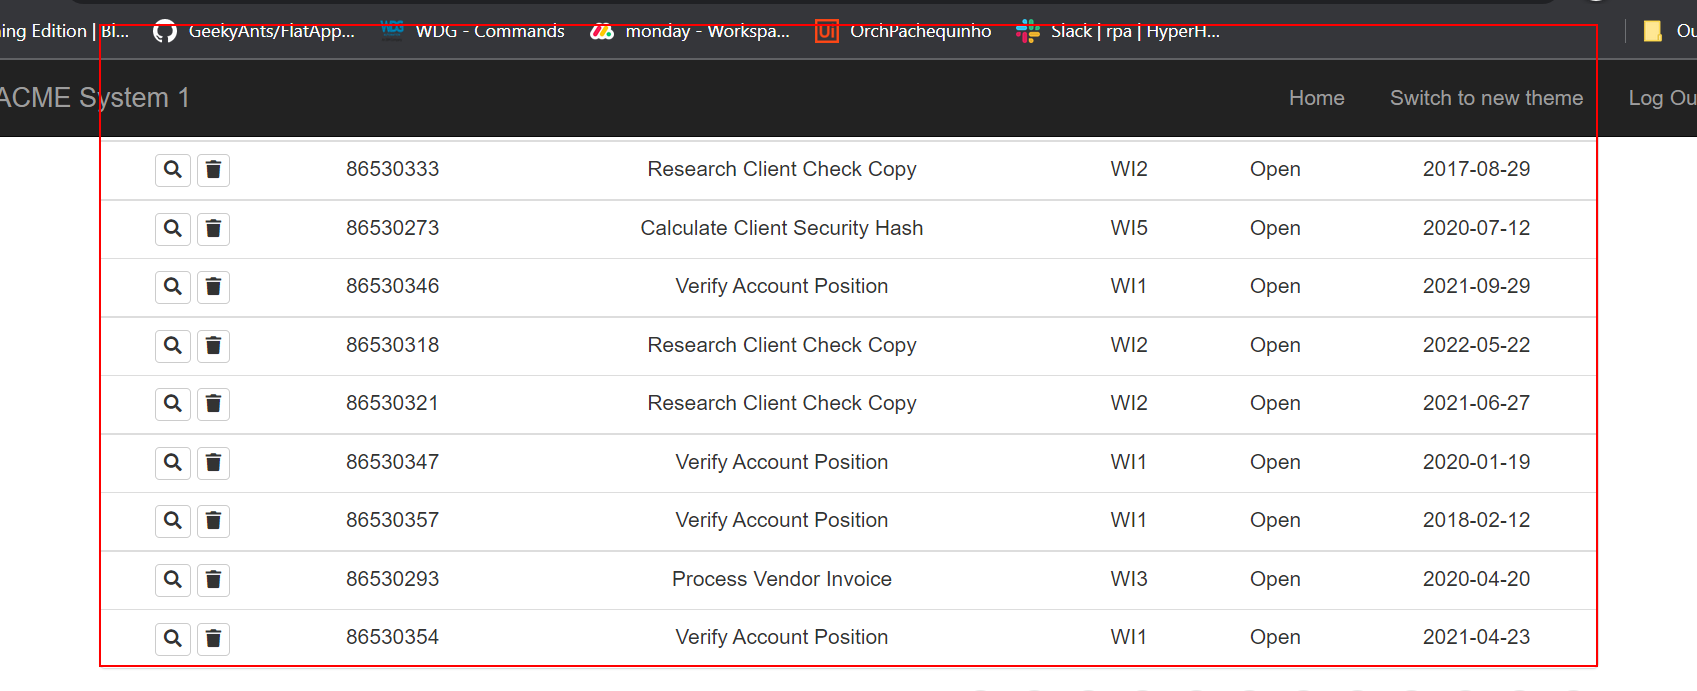 ing Edition | Bl... GeekyAnts/FlatApp... WDG WDG - Commands monday - Workspa... Ui OrchPachequinho Slack | rpa | HyperH... Ou
ACME System 1 Home Switch to new theme Log Ou
86530333 Research Client Check Copy WI2 Open 2017-08-29
86530273 Calculate Client Security Hash WI5 Open 2020-07-12
86530346 Verify Account Position WI1 Open 2021-09-29
86530318 Research Client Check Copy WI2 Open 2022-05-22
86530321 Research Client Check Copy WI2 Open 2021-06-27
86530347 Verify Account Position WI1 Open 2020-01-19
86530357 Verify Account Position WI1 Open 2018-02-12
86530293 Process Vendor Invoice WI3 Open 2020-04-20
86530354 Verify Account Position WI1 Open 2021-04-23